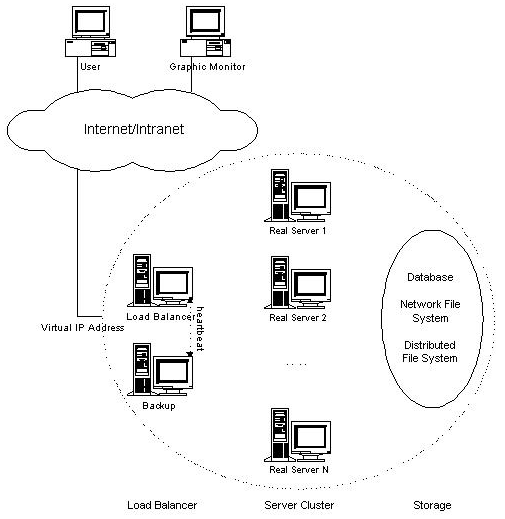 User
Graphic Monitor
Internet/Intranet
Real Server 1
Load Balancer
Virtual IP Address
heartbeat
Backup
Real Server 2
....
Real Server N
Database
Network File
System
Distributed
File System
Load Balancer
Server Cluster
Storage